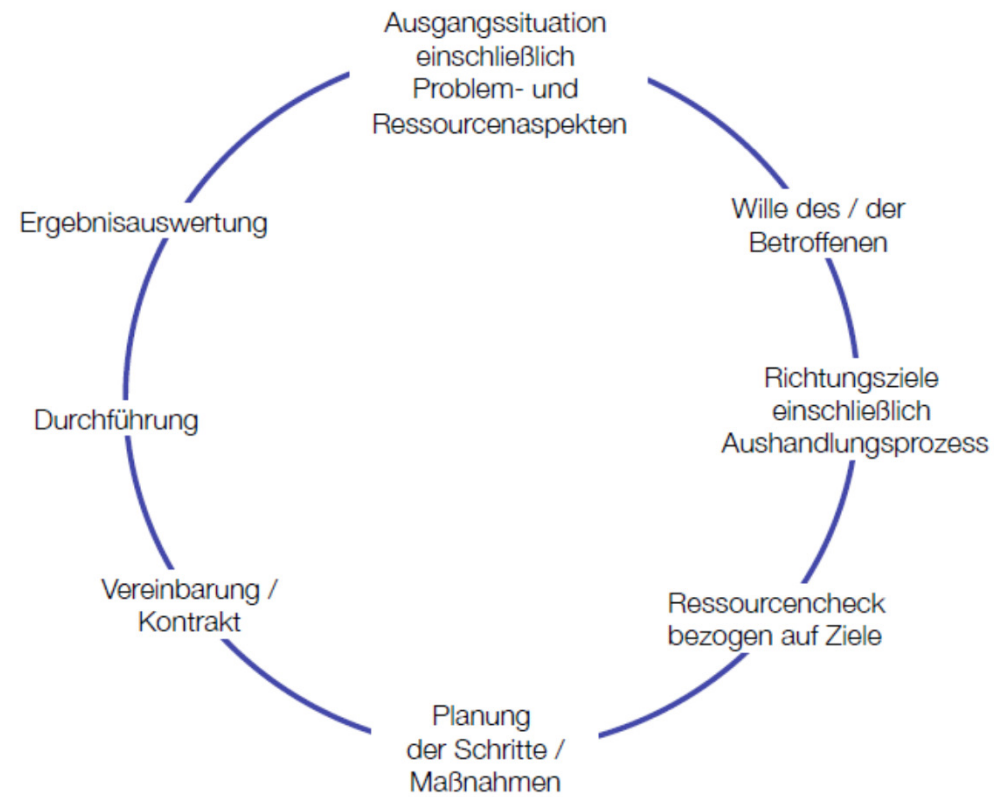 Ausgangssituation
einschließlich
Problem- und
Ressourcenaspekten
Wille des / der
Betroffenen
Richtungsziele
einschließlich
Aushandlungsprozess
Ressourcencheck
bezogen auf Ziele
Planung
der Schritte /
Maßnahmen
Vereinbarung /
Kontrakt
Durchführung
Ergebnisauswertung